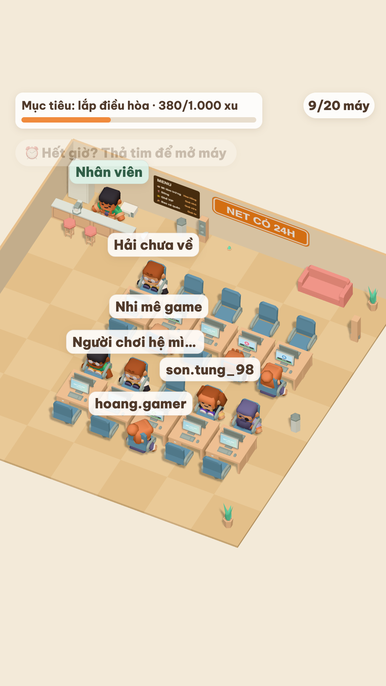 Mục tiêu: lắp điều hòa · 380/1.000 xu
9/20 máy
⏰ Hết giờ? Thả tim để mở máy
Nhân viên
MENU
NET CỎ 24H
Hải chưa về
Nhi mê game
Người chơi hệ mì...
son.tung_98
hoang.gamer